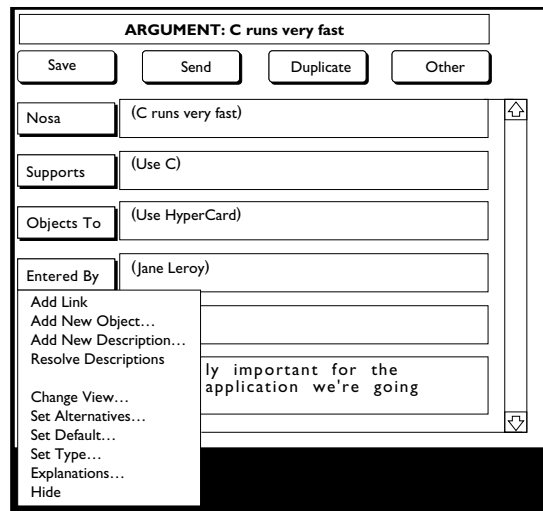 ARGUMENT: C runs very fast
Save
Send
Duplicate
Other
Nosa
(C runs very fast)
Supports
(Use C)
Objects To
(Use HyperCard)
Entered By
(Jane Leroy)
Add Link
Add New Object…
Add New Description…
Resolve Descriptions
Change View…
Set Alternatives…
Set Default…
Set Type…
Explanations…
Hide
ly important for the
application we're going